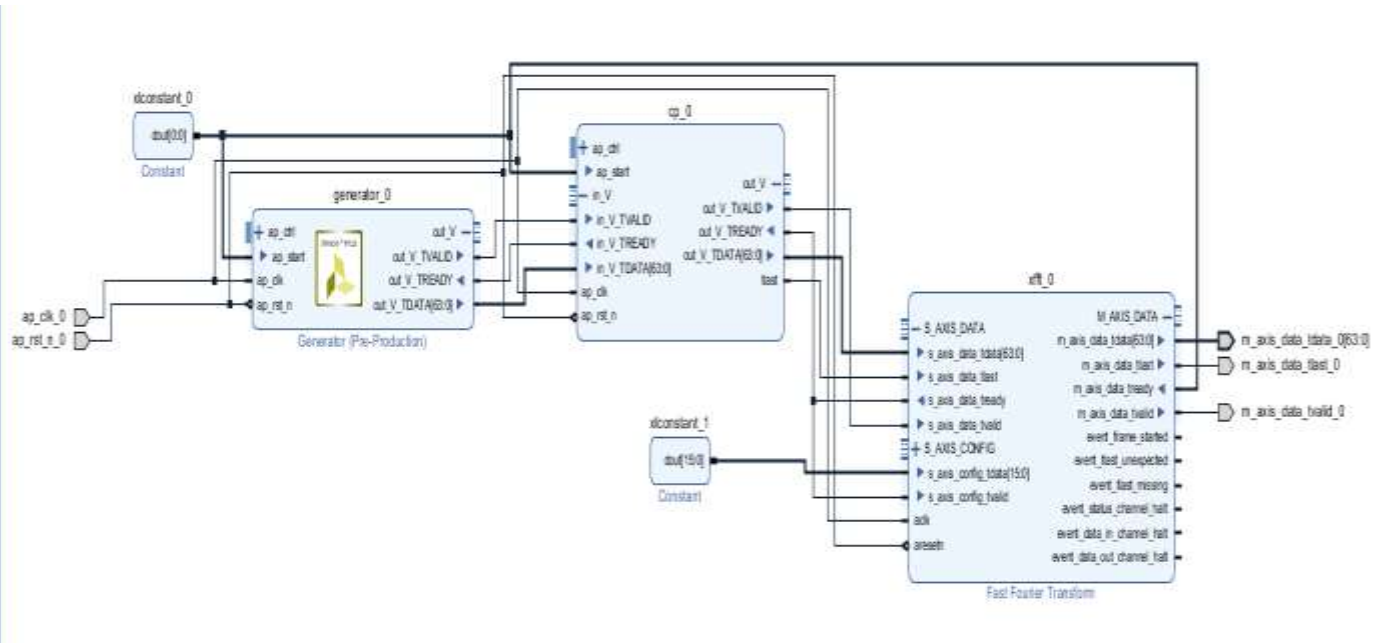 xlconstant_0
dout[0:0]
Constant
generator_0
ap_ctrl
ap_start
ap_clk
ap_rst_n
out_V
out_V_TVALID
out_V_TREADY
out_V_TDATA[63:0]
Generator (Pre-Production)
ap_clk_0
ap_rst_n_0
cp_0
ap_ctrl
ap_start
in_V
in_V_TVALID
in_V_TREADY
in_V_TDATA[63:0]
ap_clk
ap_rst_n
out_V
out_V_TVALID
out_V_TREADY
out_V_TDATA[63:0]
tlast
xlconstant_1
dout[15:0]
Constant
xfft_0
S_AXIS_DATA
s_axis_data_tdata[63:0]
s_axis_data_tlast
s_axis_data_tready
s_axis_data_tvalid
S_AXIS_CONFIG
s_axis_config_tdata[15:0]
s_axis_config_tvalid
aclk
aresetn
M_AXIS_DATA
m_axis_data_tdata[63:0]
m_axis_data_tlast
m_axis_data_tready
m_axis_data_tvalid
event_frame_started
event_tlast_unexpected
event_tlast_missing
event_status_channel_halt
event_data_in_channel_halt
event_data_out_channel_halt
Fast Fourier Transform
m_axis_data_tdata_0[63:0]
m_axis_data_tlast_0
m_axis_data_tvalid_0